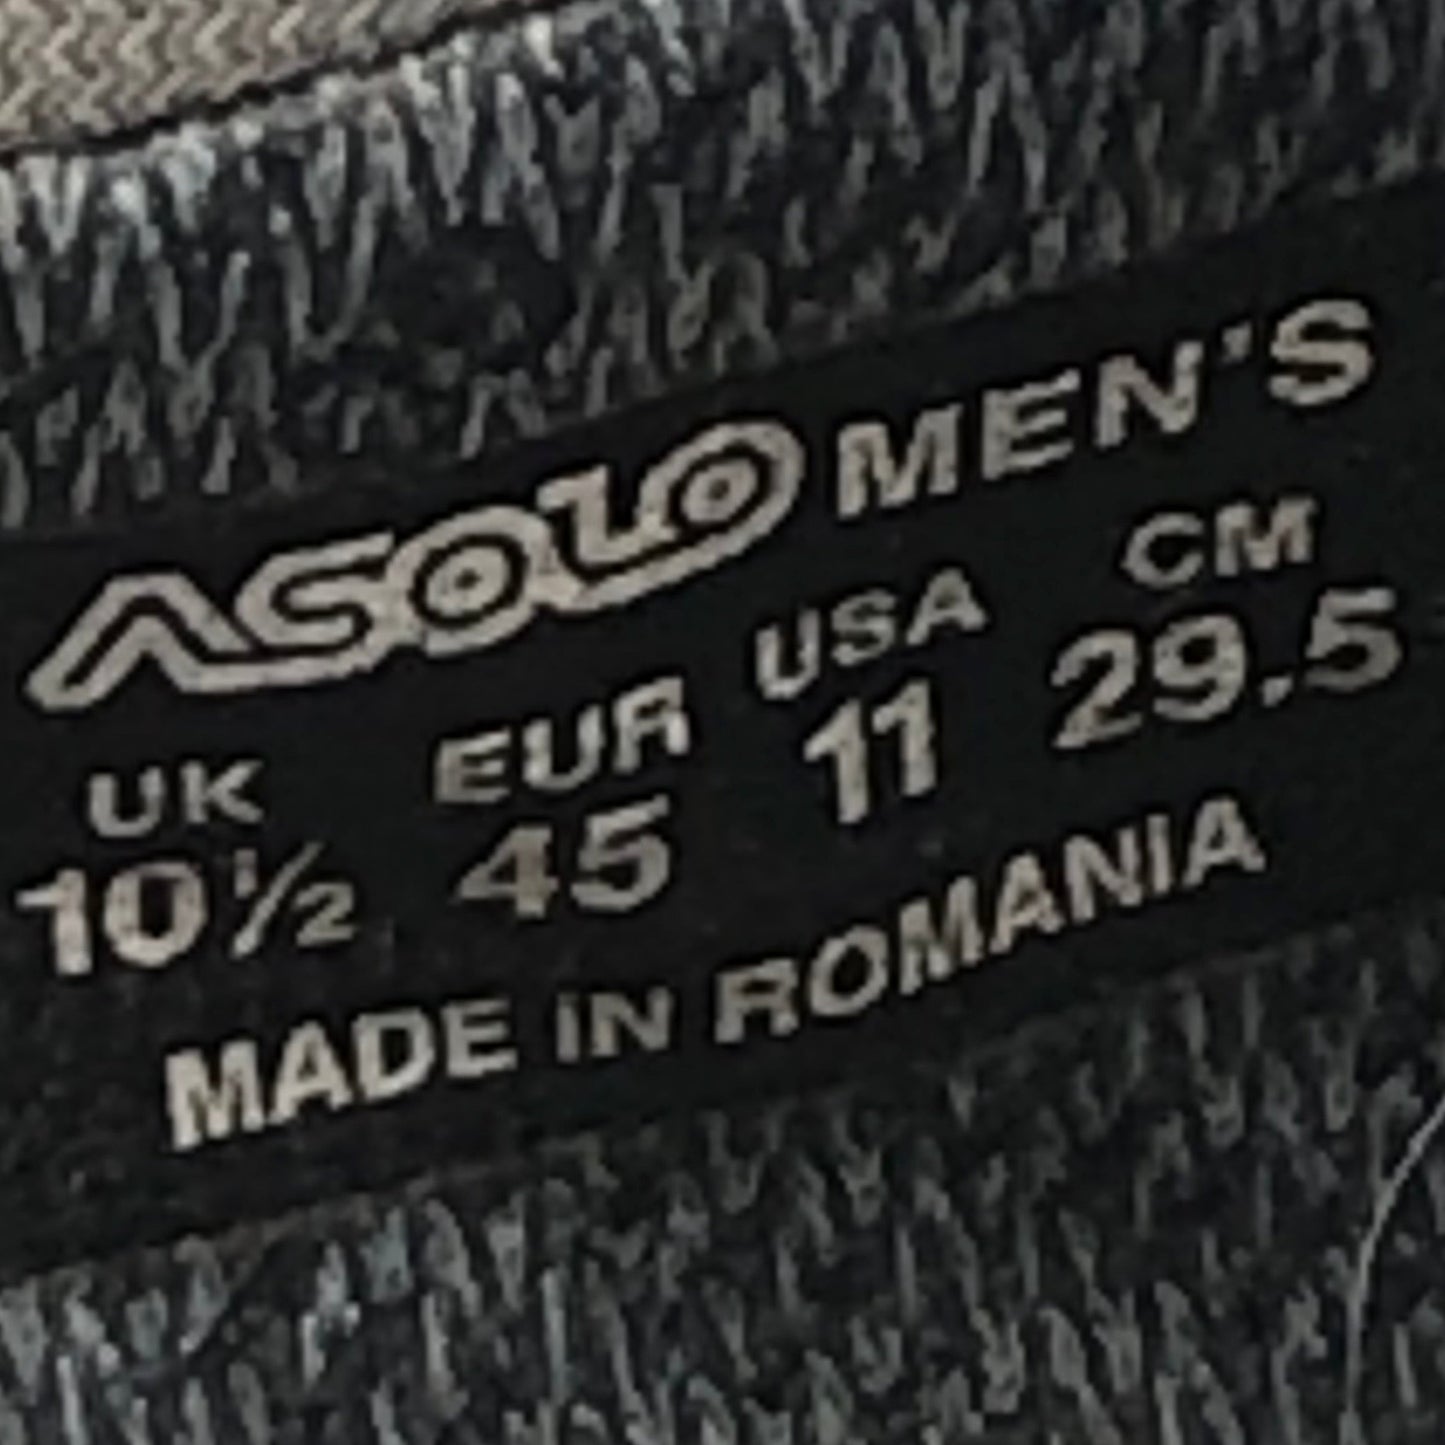 ASOLO MEN'S
UK EUR USA CM
10½ 45 11 29.5
MADE IN ROMANIA